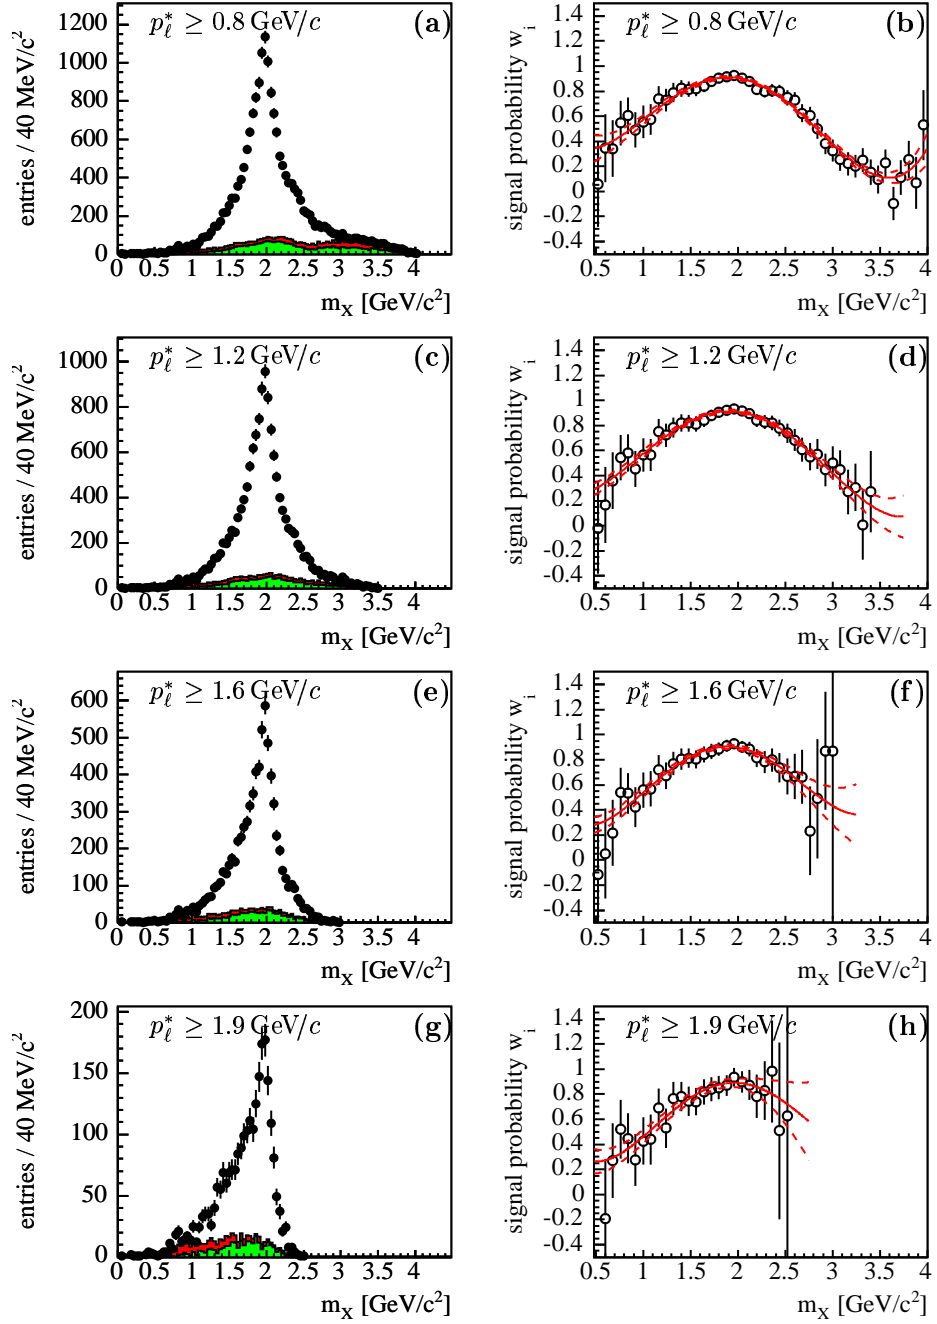 p*ℓ ≥ 0.8 GeV/c (a)
entries / 40 MeV/c²
1200
1000
800
600
400
200
0
0 0.5 1 1.5 2 2.5 3 3.5 4
mX [GeV/c²]
p*ℓ ≥ 0.8 GeV/c (b)
signal probability wi
1.4
1.2
1
0.8
0.6
0.4
0.2
0
-0.2
-0.4
0.5 1 1.5 2 2.5 3 3.5 4
mX [GeV/c²]
p*ℓ ≥ 1.2 GeV/c (c)
entries / 40 MeV/c²
1000
800
600
400
200
0
0 0.5 1 1.5 2 2.5 3 3.5 4
mX [GeV/c²]
p*ℓ ≥ 1.2 GeV/c (d)
signal probability wi
1.4
1.2
1
0.8
0.6
0.4
0.2
0
-0.2
-0.4
0.5 1 1.5 2 2.5 3 3.5 4
mX [GeV/c²]
p*ℓ ≥ 1.6 GeV/c (e)
entries / 40 MeV/c²
600
500
400
300
200
100
0
0 0.5 1 1.5 2 2.5 3 3.5 4
mX [GeV/c²]
p*ℓ ≥ 1.6 GeV/c (f)
signal probability wi
1.4
1.2
1
0.8
0.6
0.4
0.2
0
-0.2
-0.4
0.5 1 1.5 2 2.5 3 3.5 4
mX [GeV/c²]
p*ℓ ≥ 1.9 GeV/c (g)
entries / 40 MeV/c²
200
150
100
50
0
0 0.5 1 1.5 2 2.5 3 3.5 4
mX [GeV/c²]
p*ℓ ≥ 1.9 GeV/c (h)
signal probability wi
1.4
1.2
1
0.8
0.6
0.4
0.2
0
-0.2
-0.4
0.5 1 1.5 2 2.5 3 3.5 4
mX [GeV/c²]